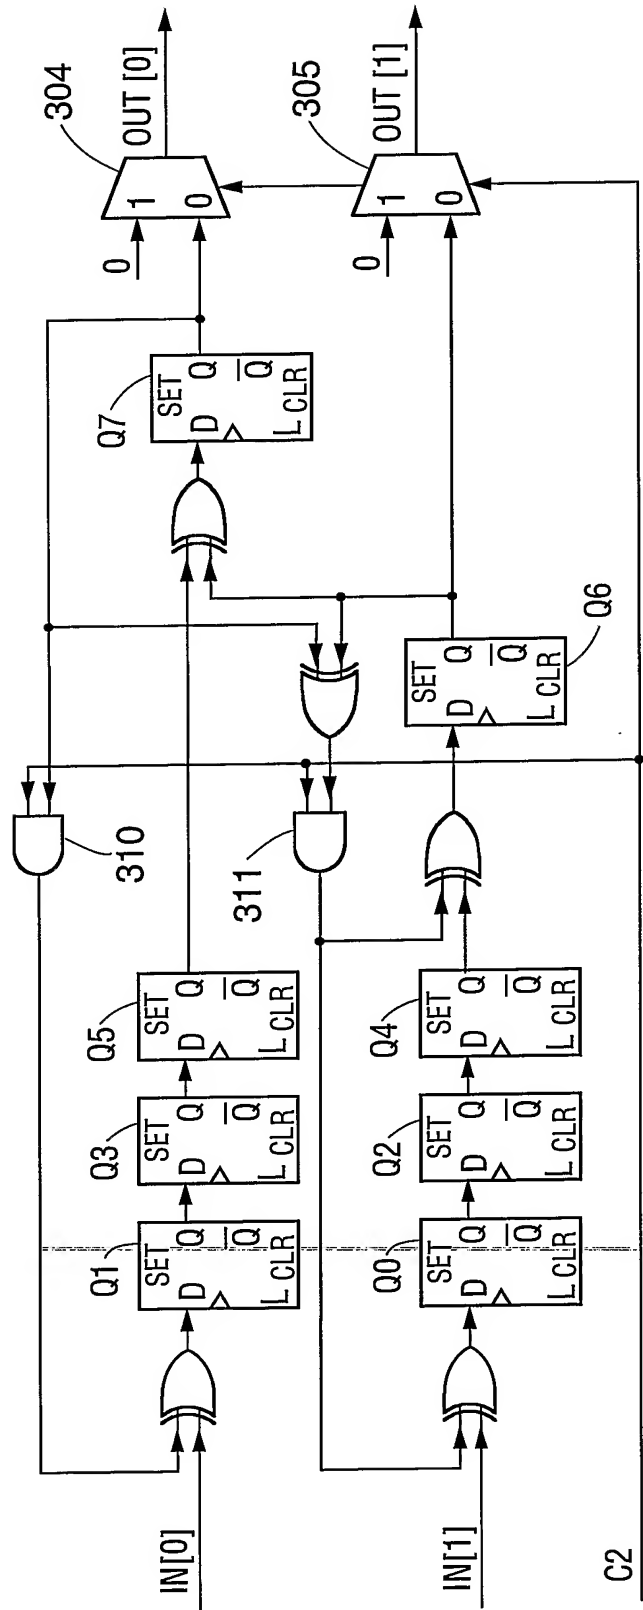 304
OUT [0]
1
0
0
305
OUT [1]
1
0
0
Q7
SET
D
Q
Q
L
CLR
Q6
SET
D
Q
Q
L
CLR
310
311
Q5
SET
D
Q
Q
L
CLR
Q3
SET
D
Q
Q
L
CLR
Q1
SET
D
Q
Q
L
CLR
Q4
SET
D
Q
Q
L
CLR
Q2
SET
D
Q
Q
L
CLR
Q0
SET
D
Q
Q
L
CLR
IN[0]
IN[1]
C2